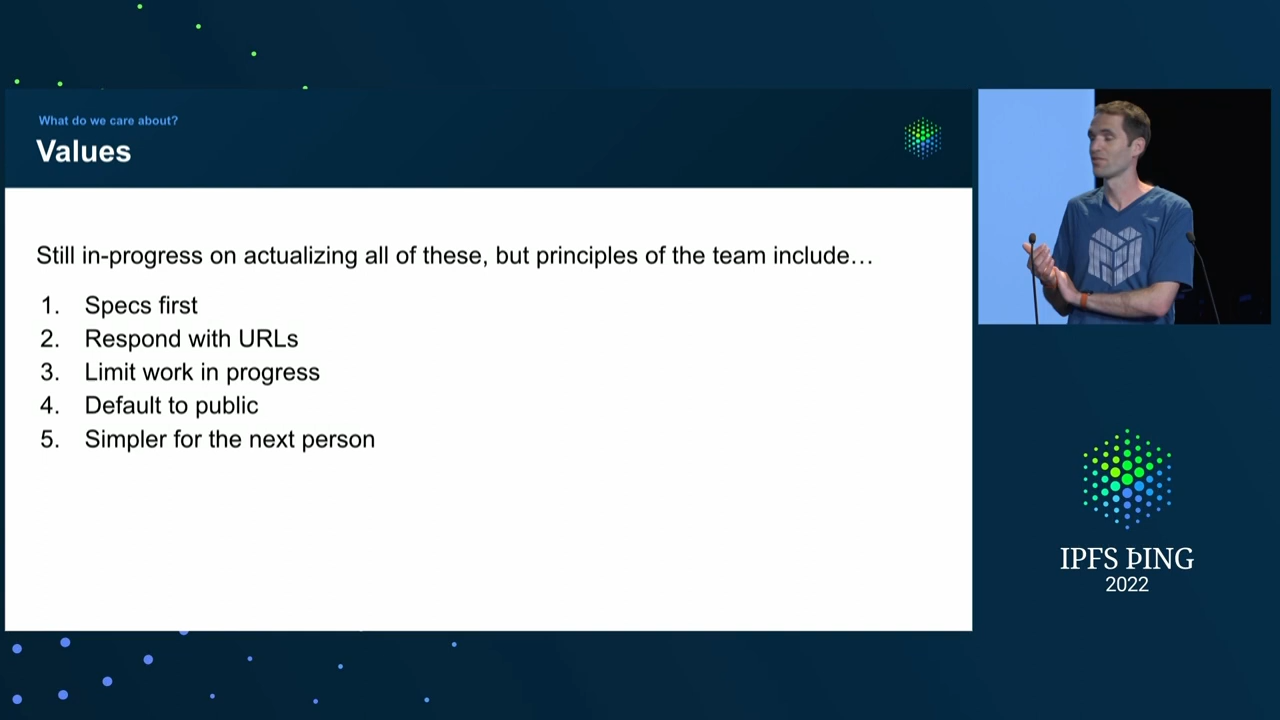 What do we care about?
Values
Still in-progress on actualizing all of these, but principles of the team include…
1. Specs first
2. Respond with URLs
3. Limit work in progress
4. Default to public
5. Simpler for the next person
IPFS ÞING
2022